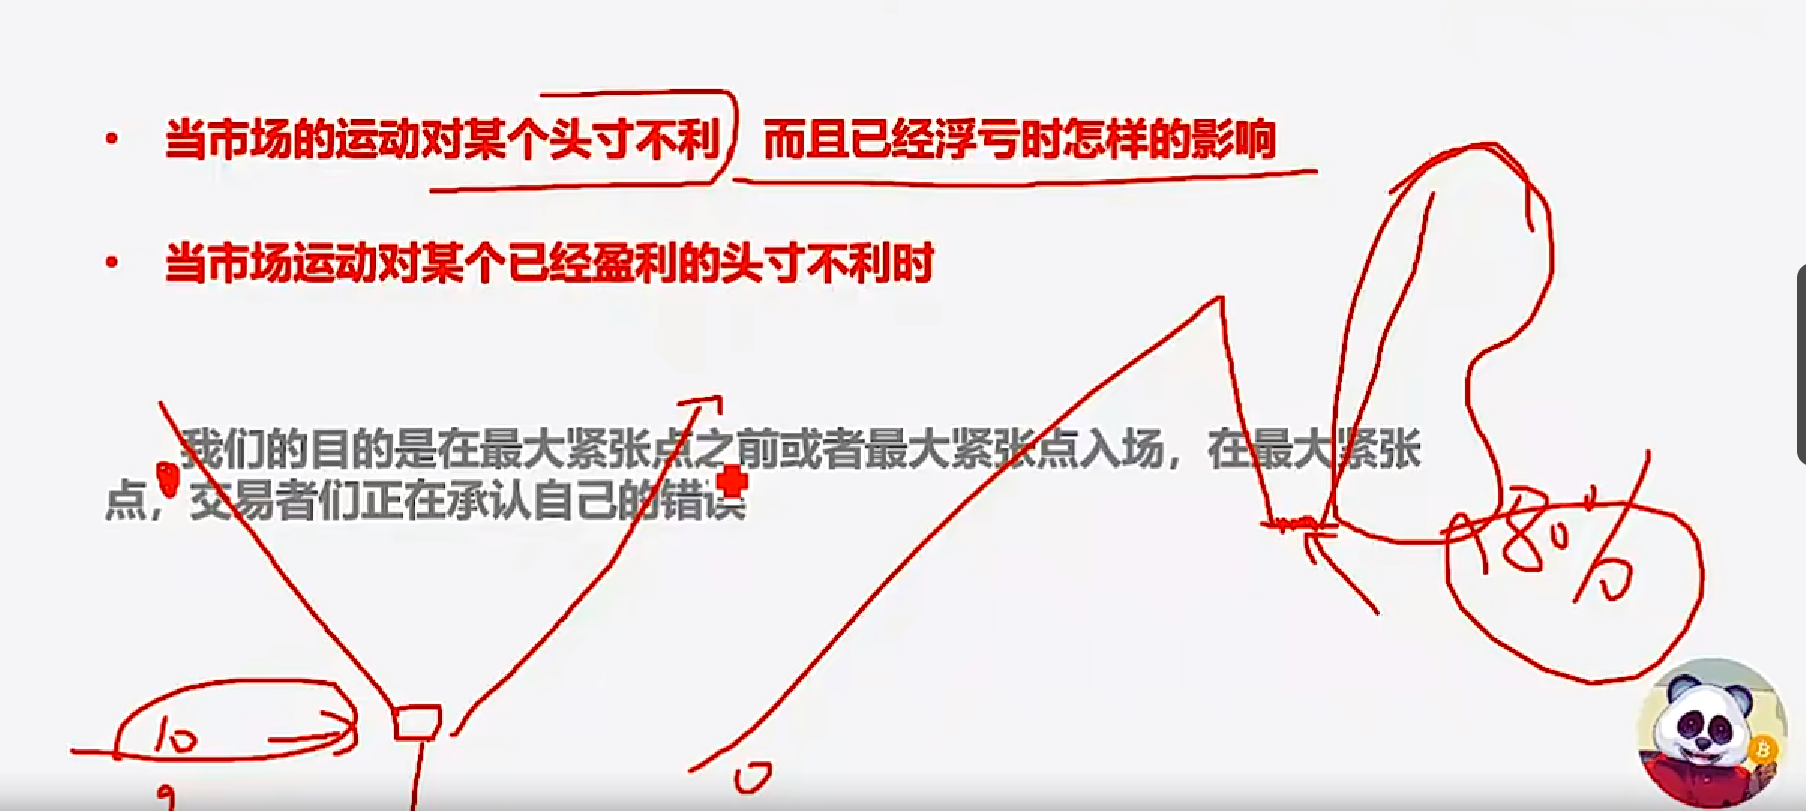 • 当市场的运动对某个头寸不利 而且已经浮亏时怎样的影响
• 当市场运动对某个已经盈利的头寸不利时
我们的目的是在最大紧张点之前或者最大紧张点入场，在最大紧张
点，交易者们正在承认自己的错误
80%
10
0
9